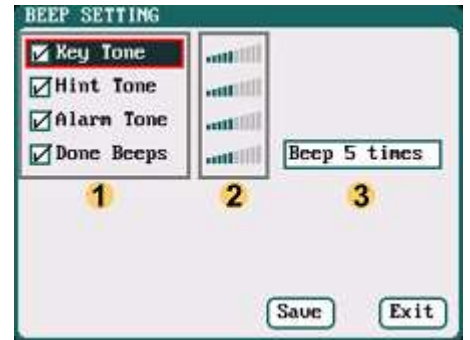 BEEP SETTING
Key Tone
Hint Tone
Alarm Tone
Done Beeps
Beep 5 times
1
2
3
Save
Exit